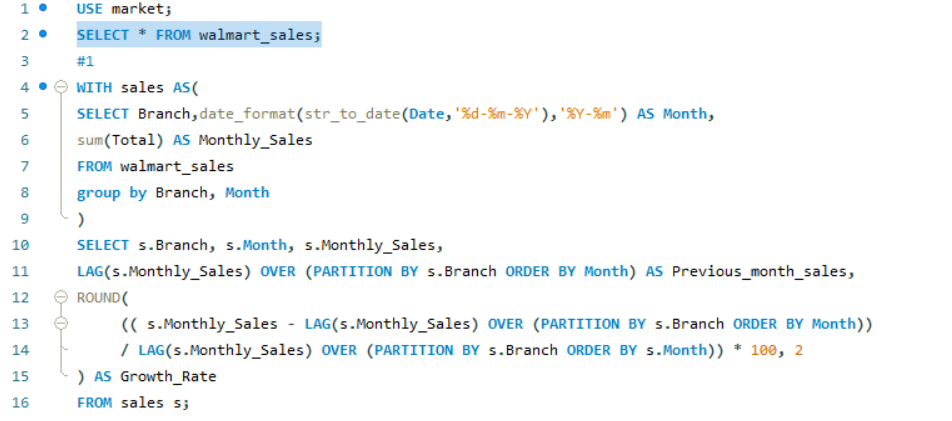 1 USE market;
2 SELECT * FROM walmart_sales;
3 #1
4 WITH sales AS(
5 SELECT Branch,date_format(str_to_date(Date,'%d-%m-%Y'),'%Y-%m') AS Month,
6 sum(Total) AS Monthly_Sales
7 FROM walmart_sales
8 group by Branch, Month
9 )
10 SELECT s.Branch, s.Month, s.Monthly_Sales,
11 LAG(s.Monthly_Sales) OVER (PARTITION BY s.Branch ORDER BY Month) AS Previous_month_sales,
12 ROUND(
13 (( s.Monthly_Sales - LAG(s.Monthly_Sales) OVER (PARTITION BY s.Branch ORDER BY Month))
14 / LAG(s.Monthly_Sales) OVER (PARTITION BY s.Branch ORDER BY s.Month)) * 100, 2
15 ) AS Growth_Rate
16 FROM sales s;